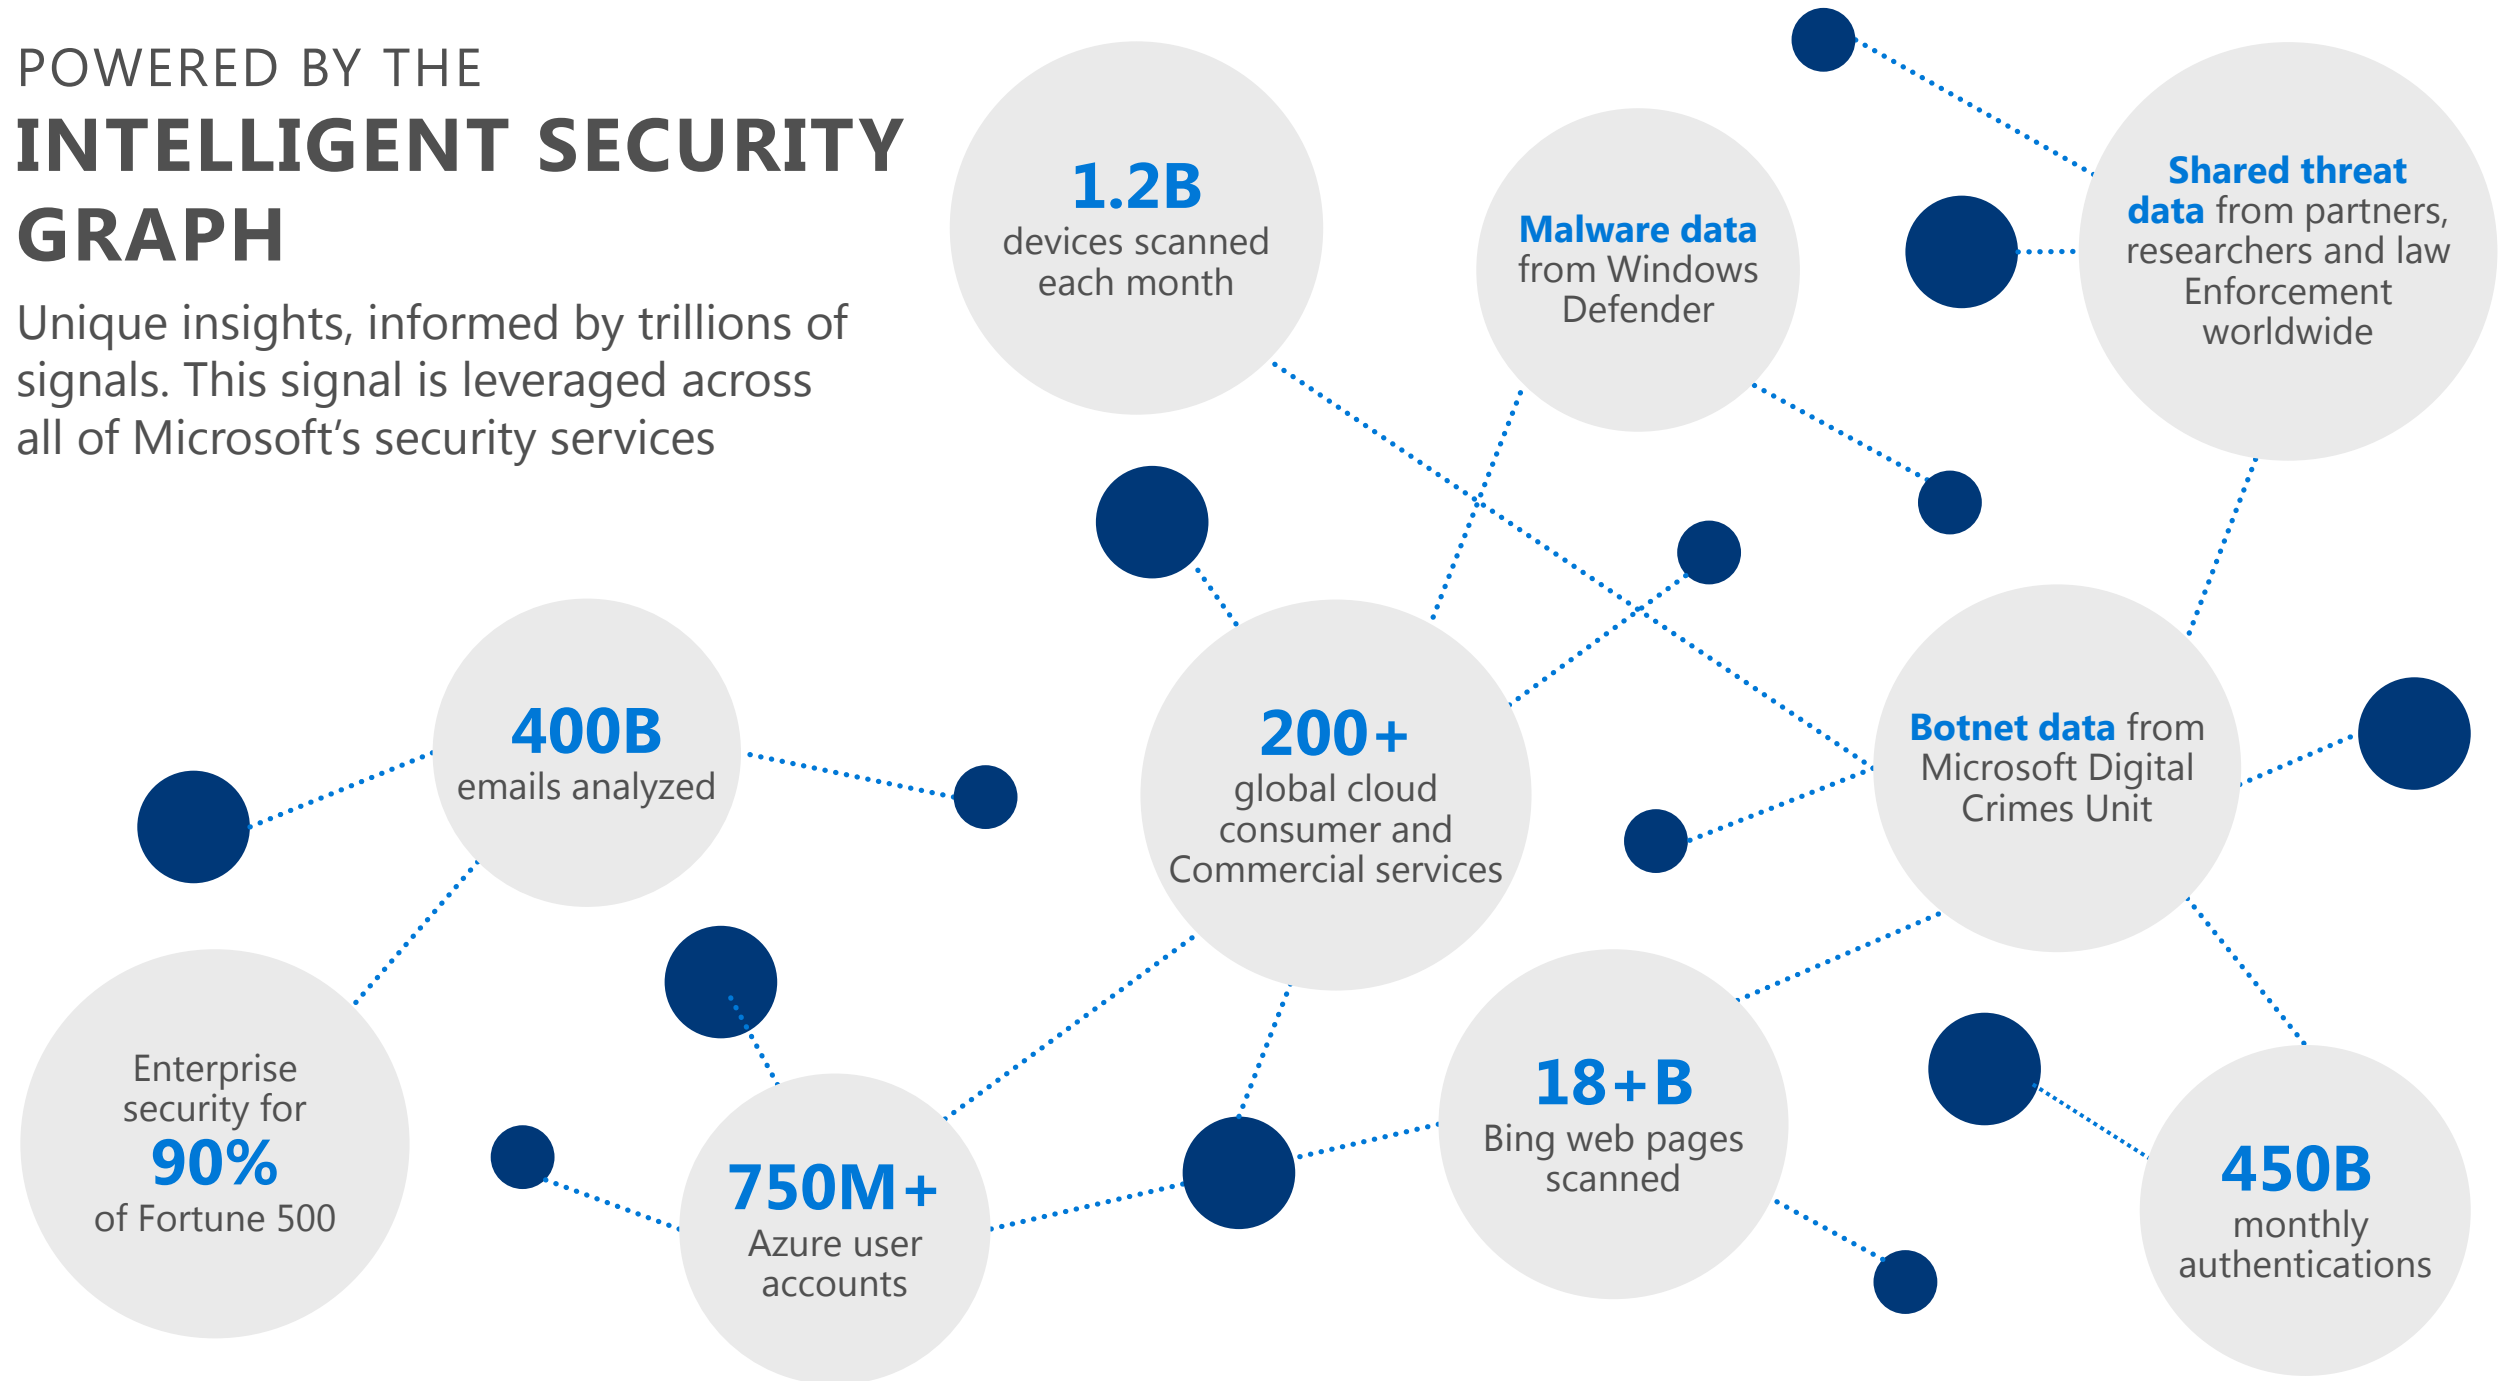 POWERED BY THE
INTELLIGENT SECURITY
GRAPH
Unique insights, informed by trillions of
signals. This signal is leveraged across
all of Microsoft’s security services
1.2B
devices scanned
each month
Malware data
from Windows
Defender
Shared threat
data from partners,
researchers and law
Enforcement
worldwide
400B
emails analyzed
200+
global cloud
consumer and
Commercial services
Botnet data from
Microsoft Digital
Crimes Unit
Enterprise
security for
90%
of Fortune 500
750M+
Azure user
accounts
18+B
Bing web pages
scanned
450B
monthly
authentications